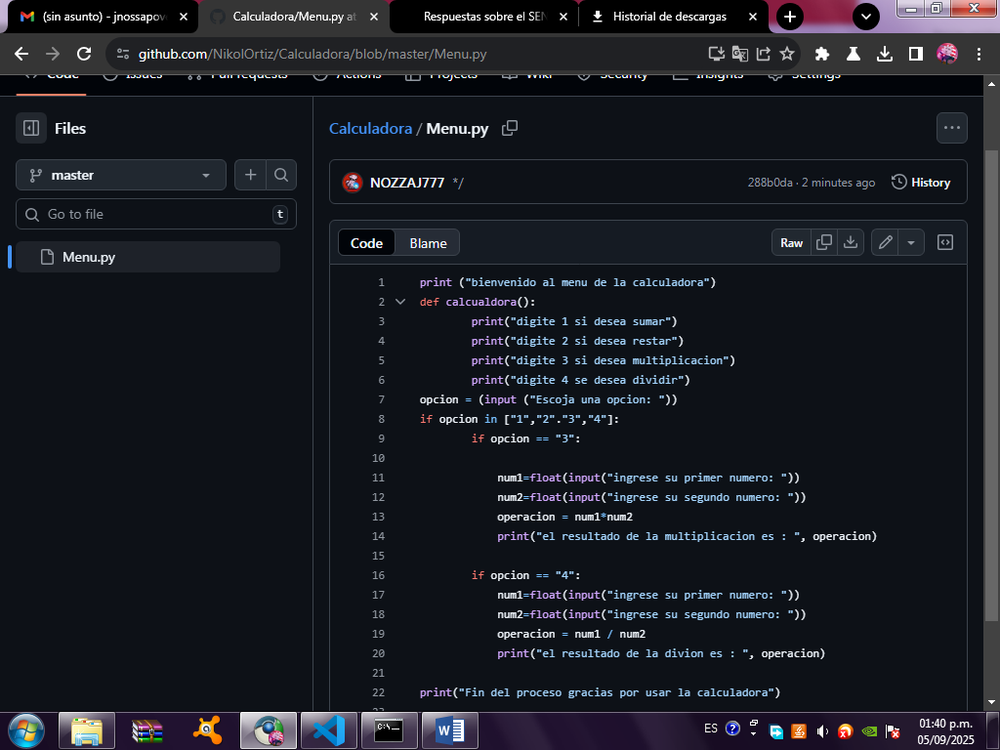 (sin asunto) - jnossapov
Calculadora/Menu.py at
Respuestas sobre el SEN
Historial de descargas
github.com/NikolOrtiz/Calculadora/blob/master/Menu.py
Code Issues Pull requests Actions Projects Wiki Security Insights Settings
Files
master
Go to file t
Menu.py
Calculadora / Menu.py
NOZZAJ777 */ 288b0da · 2 minutes ago History
Code Blame Raw
1 print ("bienvenido al menu de la calculadora")
2 def calcualdora():
3 print("digite 1 si desea sumar")
4 print("digite 2 si desea restar")
5 print("digite 3 si desea multiplicacion")
6 print("digite 4 se desea dividir")
7 opcion = (input ("Escoja una opcion: "))
8 if opcion in ["1","2"."3","4"]:
9 if opcion == "3":
10
11 num1=float(input("ingrese su primer numero: "))
12 num2=float(input("ingrese su segundo numero: "))
13 operacion = num1*num2
14 print("el resultado de la multiplicacion es : ", operacion)
15
16 if opcion == "4":
17 num1=float(input("ingrese su primer numero: "))
18 num2=float(input("ingrese su segundo numero: "))
19 operacion = num1 / num2
20 print("el resultado de la divion es : ", operacion)
21
22 print("Fin del proceso gracias por usar la calculadora")
23
ES
01:40 p.m.
05/09/2025